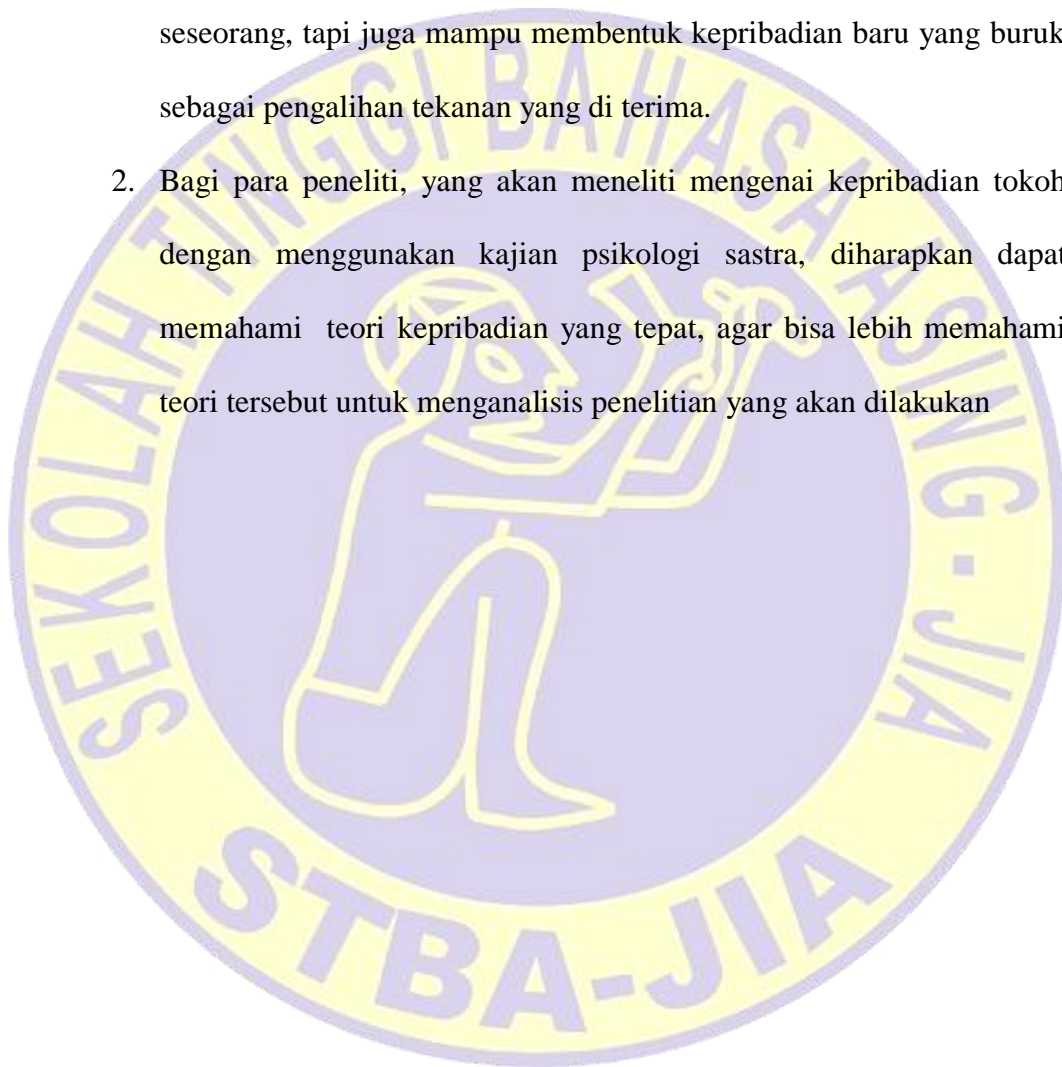 seseorang, tapi juga mampu membentuk kepribadian baru yang buruk
sebagai pengalihan tekanan yang di terima.
2. Bagi para peneliti, yang akan meneliti mengenai kepribadian tokoh
dengan menggunakan kajian psikologi sastra, diharapkan dapat
memahami teori kepribadian yang tepat, agar bisa lebih memahami
teori tersebut untuk menganalisis penelitian yang akan dilakukan
SEKOLAH TINGGI BAHASA ASING - JIA
STBA-JIA